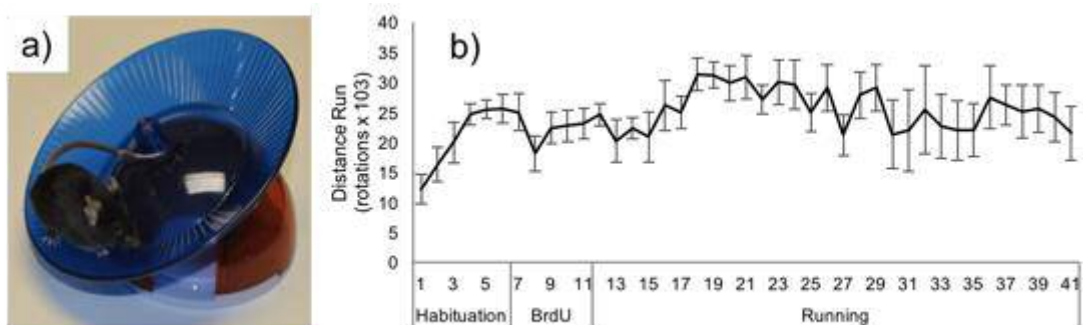 a)
b)
Distance Run
(rotations x 103)
40
35
30
25
20
15
10
5
0
1 3 5 7 9 11 13 15 17 19 21 23 25 27 29 31 33 35 37 39 41
Habituation BrdU Running